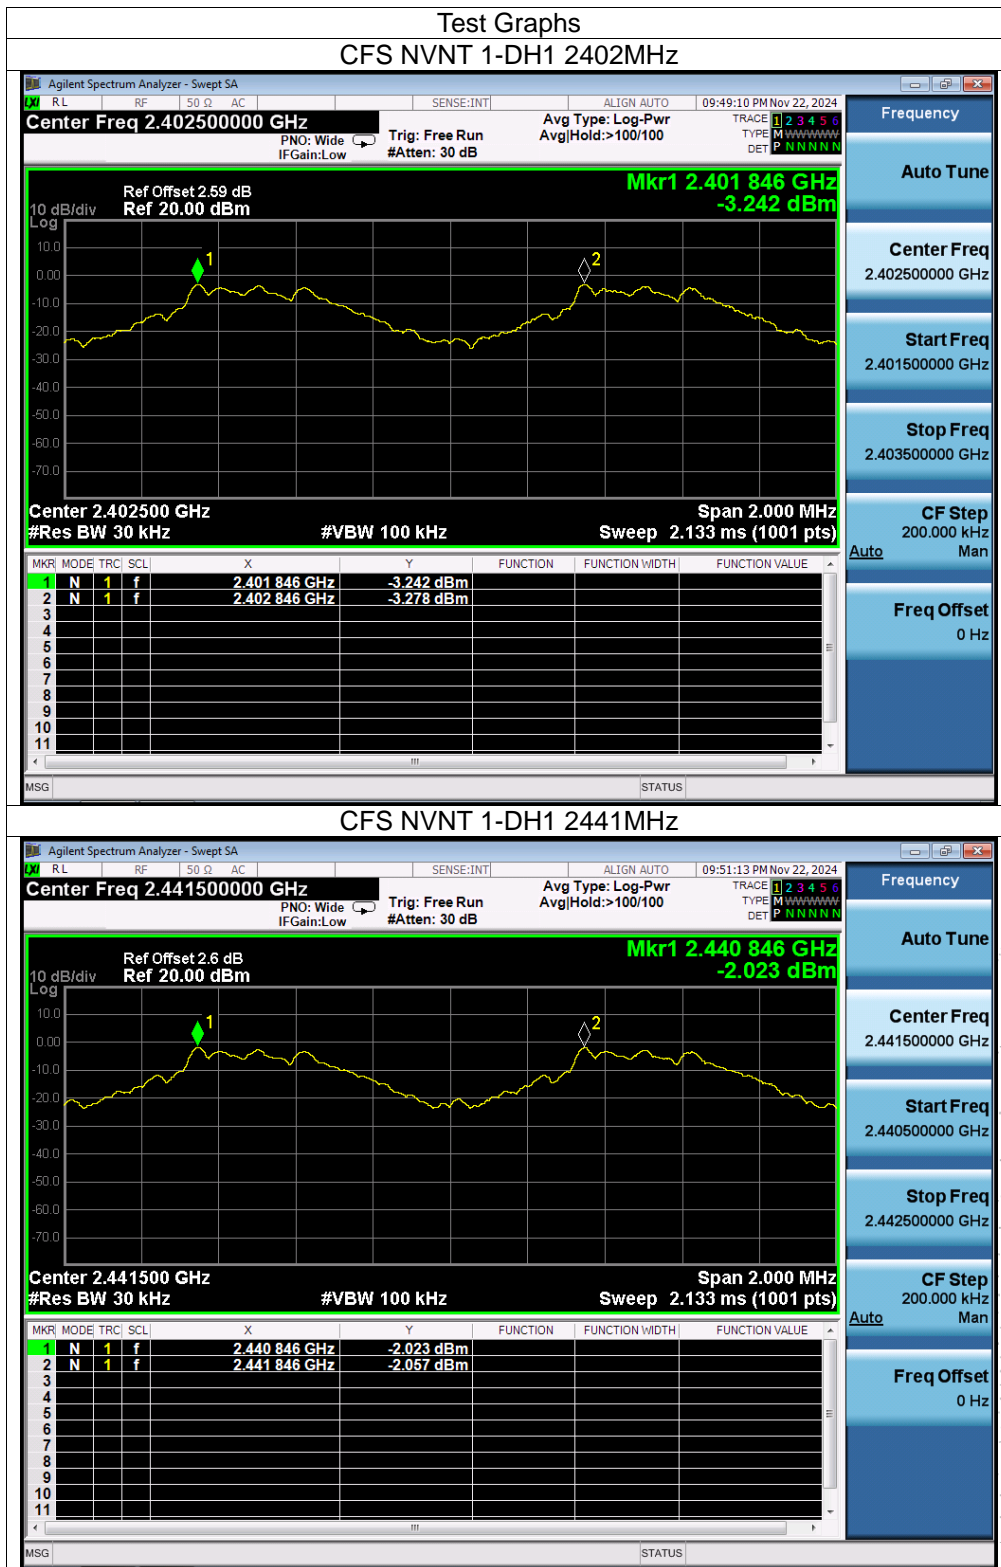 Test Graphs
CFS NVNT 1-DH1 2402MHz
Agilent Spectrum Analyzer - Swept SA
LXI RL RF 50 Ω AC SENSE:INT ALIGN AUTO 09:49:10 PM Nov 22, 2024
Center Freq 2.402500000 GHz Avg Type: Log-Pwr TRACE 1 2 3 4 5 6
PNO: Wide Trig: Free Run Avg|Hold:>100/100 TYPE M WWWWW
IFGain:Low #Atten: 30 dB DET P NNNNN
Mkr1 2.401 846 GHz
-3.242 dBm
Ref Offset 2.59 dB
10 dB/div Ref 20.00 dBm
Log
10.0
0.00
-10.0
-20.0
-30.0
-40.0
-50.0
-60.0
-70.0
1
2
Center 2.402500 GHz Span 2.000 MHz
#Res BW 30 kHz #VBW 100 kHz Sweep 2.133 ms (1001 pts)
MKR MODE TRC SCL X Y FUNCTION FUNCTION WIDTH FUNCTION VALUE
1 N 1 f 2.401 846 GHz -3.242 dBm
2 N 1 f 2.402 846 GHz -3.278 dBm
3
4
5
6
7
8
9
10
11
MSG STATUS
Frequency
Auto Tune
Center Freq
2.402500000 GHz
Start Freq
2.401500000 GHz
Stop Freq
2.403500000 GHz
CF Step
200.000 kHz
Auto Man
Freq Offset
0 Hz
CFS NVNT 1-DH1 2441MHz
Agilent Spectrum Analyzer - Swept SA
LXI RL RF 50 Ω AC SENSE:INT ALIGN AUTO 09:51:13 PM Nov 22, 2024
Center Freq 2.441500000 GHz Avg Type: Log-Pwr TRACE 1 2 3 4 5 6
PNO: Wide Trig: Free Run Avg|Hold:>100/100 TYPE M WWWWW
IFGain:Low #Atten: 30 dB DET P NNNNN
Mkr1 2.440 846 GHz
-2.023 dBm
Ref Offset 2.6 dB
10 dB/div Ref 20.00 dBm
Log
10.0
0.00
-10.0
-20.0
-30.0
-40.0
-50.0
-60.0
-70.0
1
2
Center 2.441500 GHz Span 2.000 MHz
#Res BW 30 kHz #VBW 100 kHz Sweep 2.133 ms (1001 pts)
MKR MODE TRC SCL X Y FUNCTION FUNCTION WIDTH FUNCTION VALUE
1 N 1 f 2.440 846 GHz -2.023 dBm
2 N 1 f 2.441 846 GHz -2.057 dBm
3
4
5
6
7
8
9
10
11
MSG STATUS
Frequency
Auto Tune
Center Freq
2.441500000 GHz
Start Freq
2.440500000 GHz
Stop Freq
2.442500000 GHz
CF Step
200.000 kHz
Auto Man
Freq Offset
0 Hz